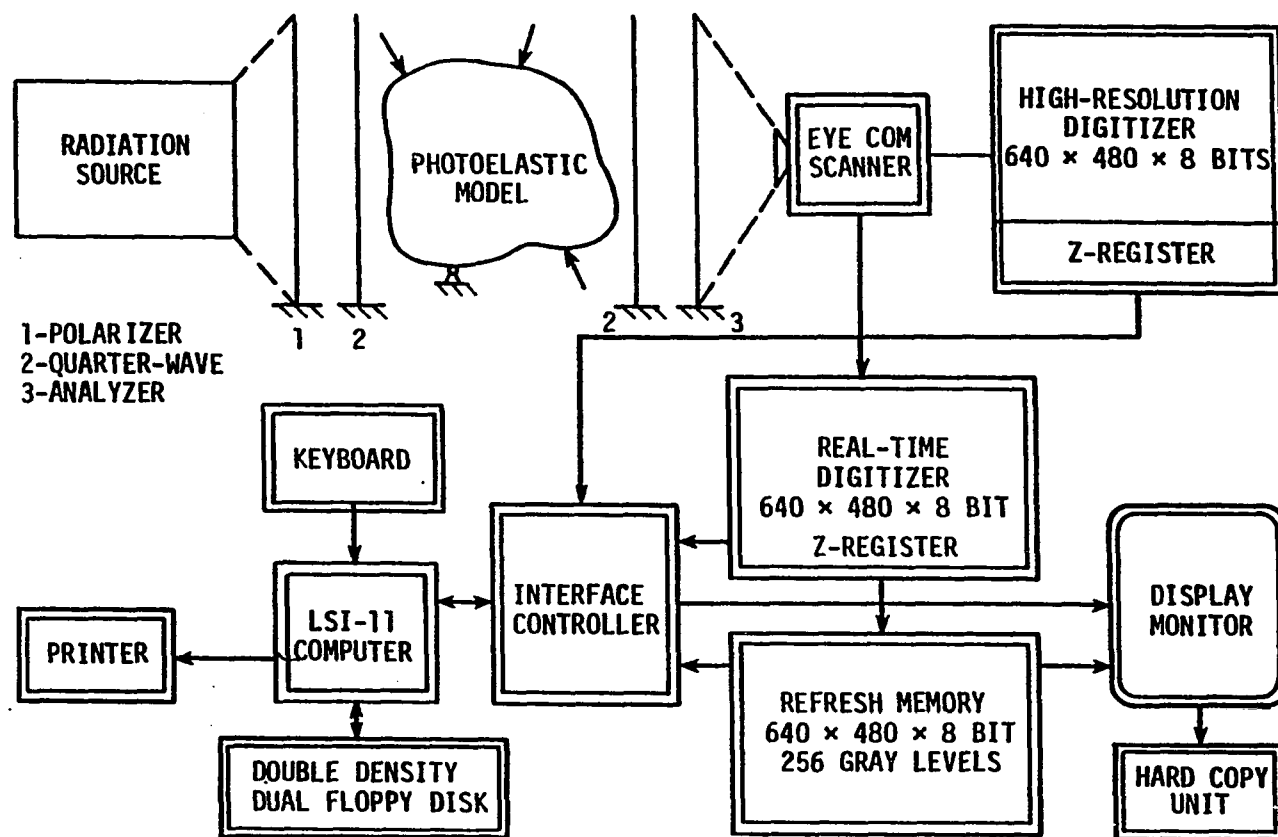 RADIATION
SOURCE
PHOTOELASTIC
MODEL
EYE COM
SCANNER
HIGH-RESOLUTION
DIGITIZER
640 × 480 × 8 BITS
Z-REGISTER
1
2
2
3
1-POLARIZER
2-QUARTER-WAVE
3-ANALYZER
KEYBOARD
REAL-TIME
DIGITIZER
640 × 480 × 8 BIT
Z-REGISTER
INTERFACE
CONTROLLER
DISPLAY
MONITOR
LSI-11
COMPUTER
PRINTER
REFRESH MEMORY
640 × 480 × 8 BIT
256 GRAY LEVELS
DOUBLE DENSITY
DUAL FLOPPY DISK
HARD COPY
UNIT